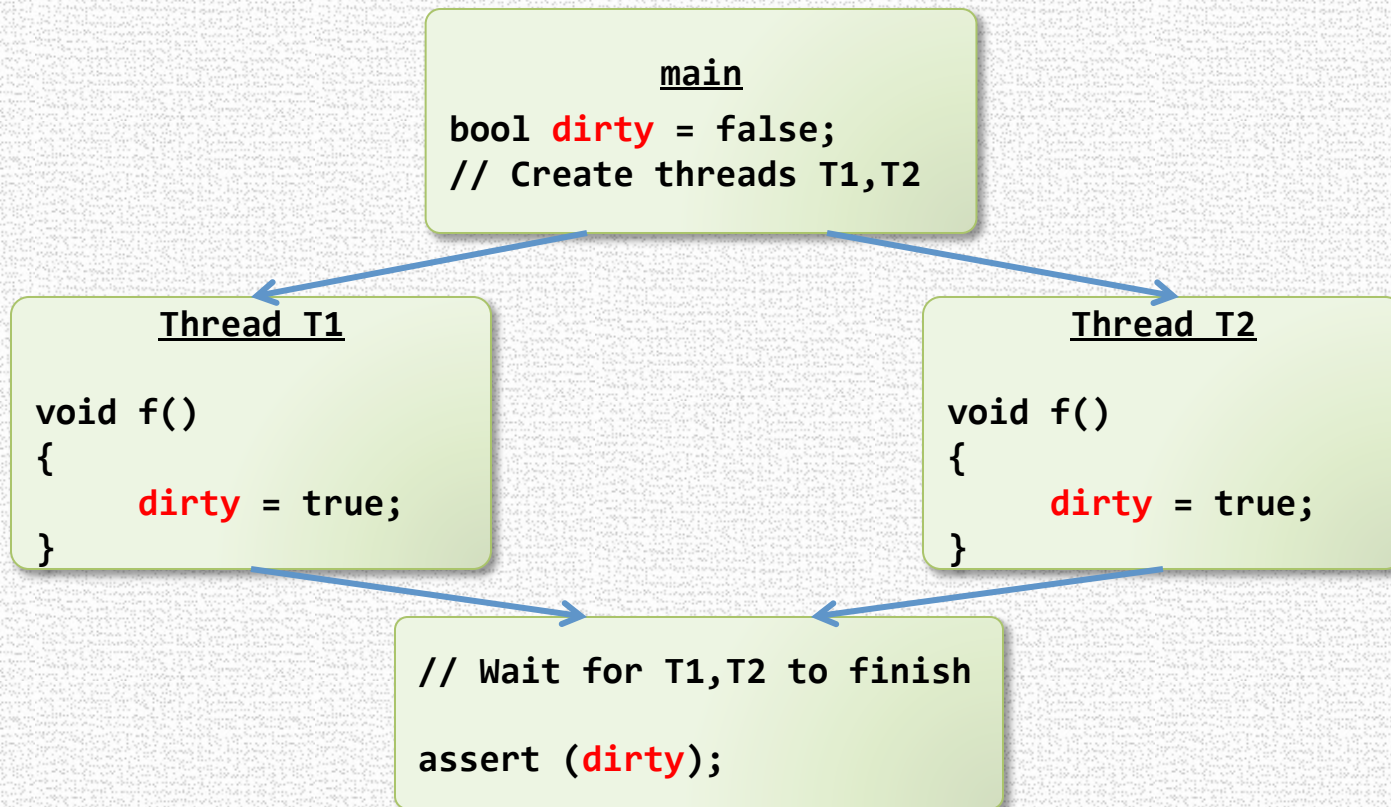 main
bool dirty = false;
// Create threads T1,T2
Thread T1
void f()
{
dirty = true;
}
Thread T2
void f()
{
dirty = true;
}
// Wait for T1,T2 to finish
assert (dirty);